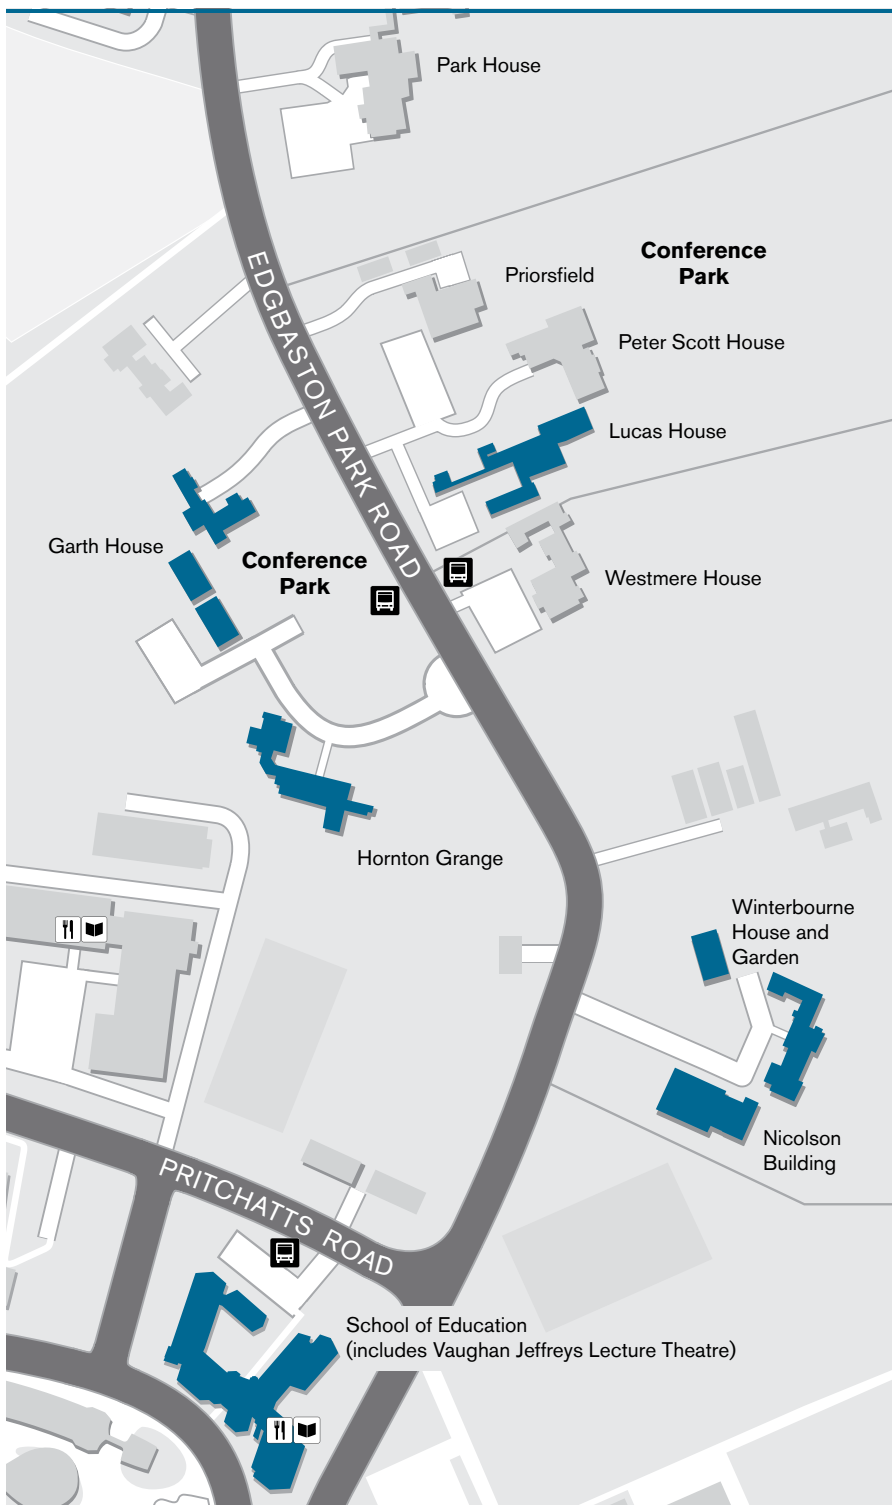 Park House
Conference
Park
Priorsfield
EDGBASTON PARK ROAD
Peter Scott House
Lucas House
Garth House
Conference
Park
Westmere House
Hornton Grange
Winterbourne
House and
Garden
Nicolson
Building
PRITCHATTS ROAD
School of Education
(includes Vaughan Jeffreys Lecture Theatre)